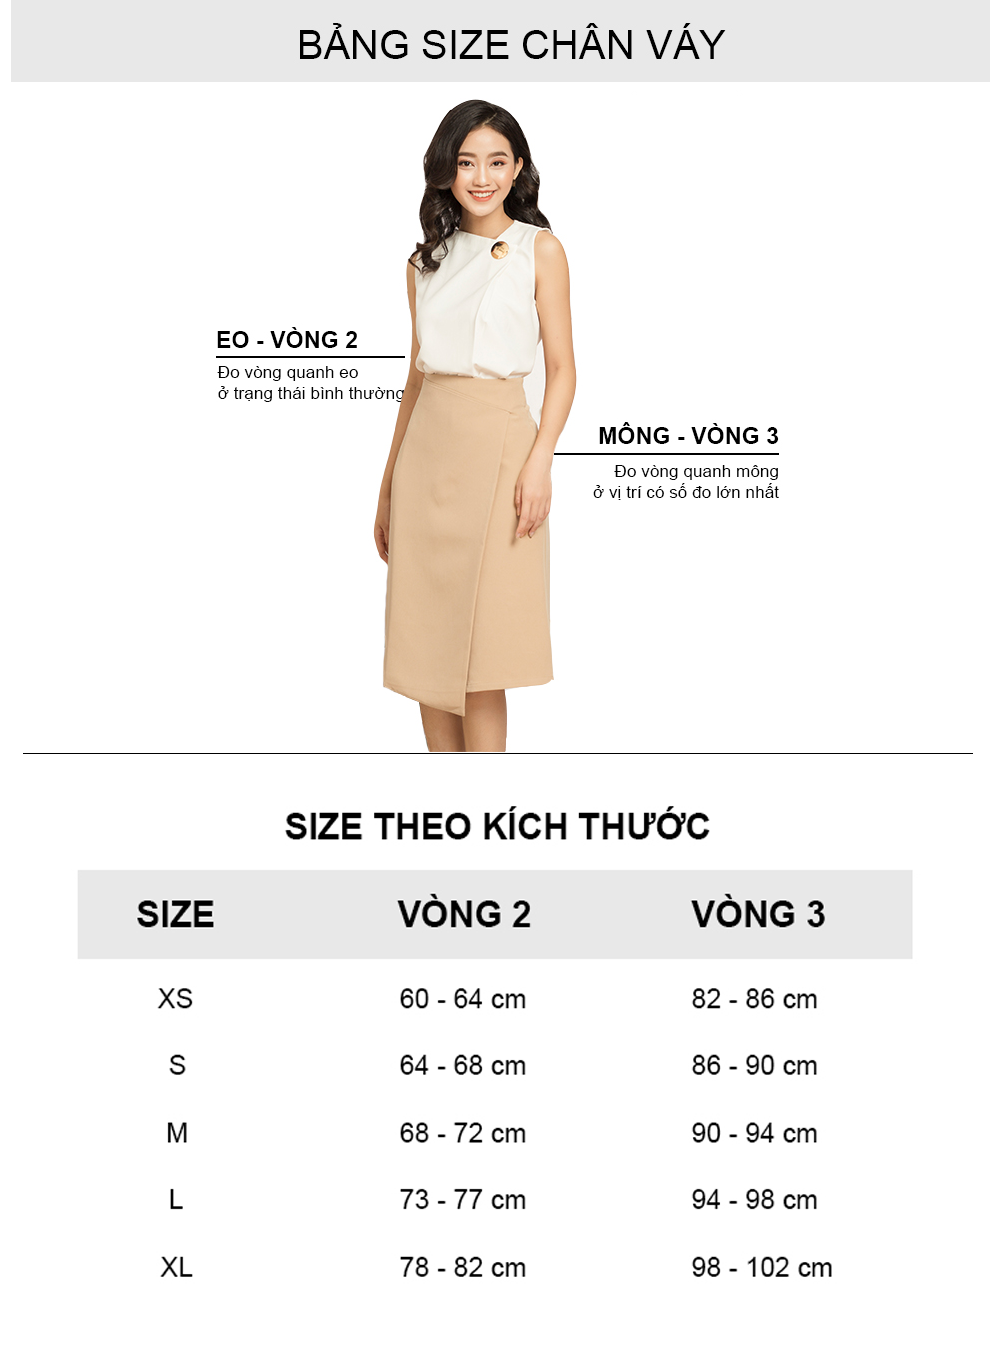 BẢNG SIZE CHÂN VÁY
EO - VÒNG 2
Đo vòng quanh eo
ở trạng thái bình thường
MÔNG - VÒNG 3
Đo vòng quanh mông
ở vị trí có số đo lớn nhất
SIZE THEO KÍCH THƯỚC
SIZE VÒNG 2 VÒNG 3
XS 60 - 64 cm 82 - 86 cm
S 64 - 68 cm 86 - 90 cm
M 68 - 72 cm 90 - 94 cm
L 73 - 77 cm 94 - 98 cm
XL 78 - 82 cm 98 - 102 cm